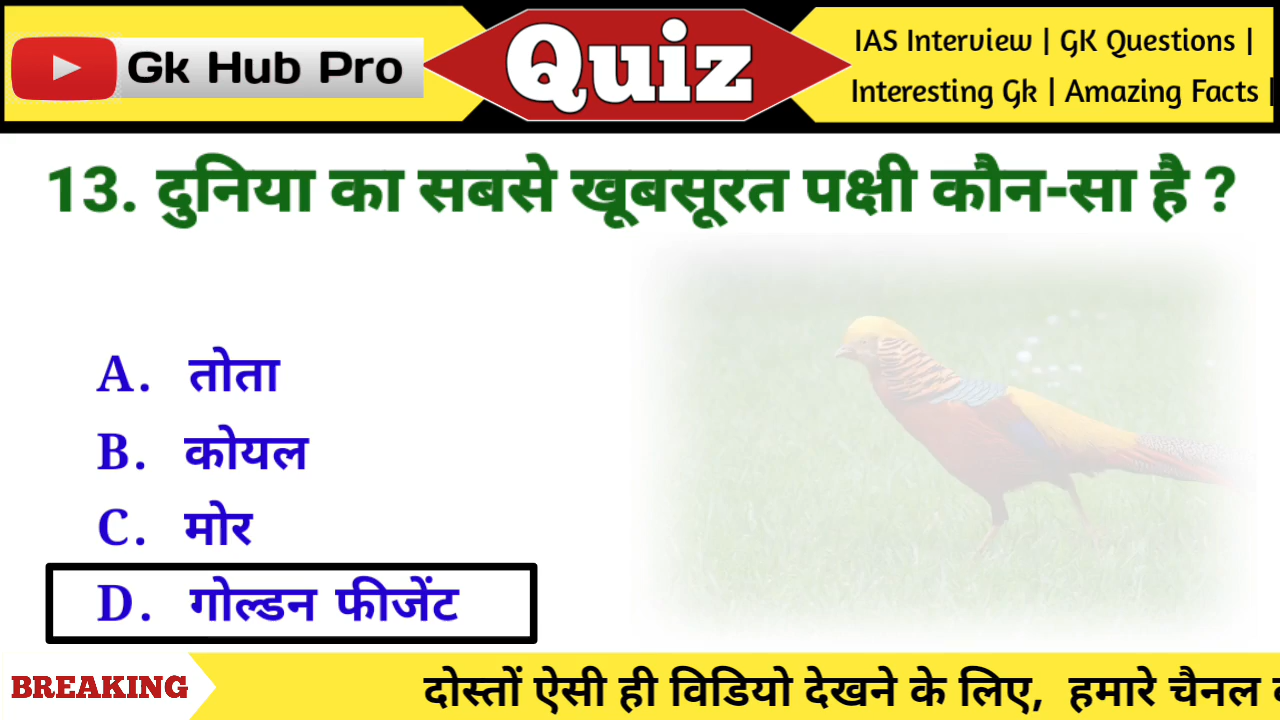 Gk Hub Pro
Quiz
IAS Interview | GK Questions |
Interesting Gk | Amazing Facts |
13. दुनिया का सबसे खूबसूरत पक्षी कौन-सा है ?
A. तोता
B. कोयल
C. मोर
D. गोल्डन फीजेंट
BREAKING
दोस्तों ऐसी ही विडियो देखने के लिए, हमारे चैनल